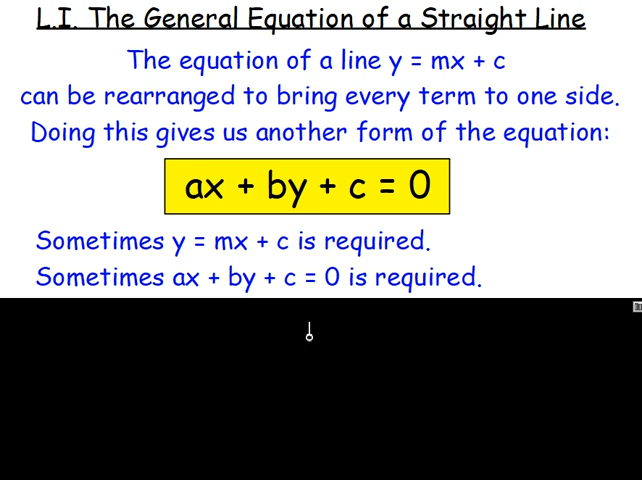 L.I. The General Equation of a Straight Line
The equation of a line y = mx + c
can be rearranged to bring every term to one side.
Doing this gives us another form of the equation:
ax + by + c = 0
Sometimes y = mx + c is required.
Sometimes ax + by + c = 0 is required.